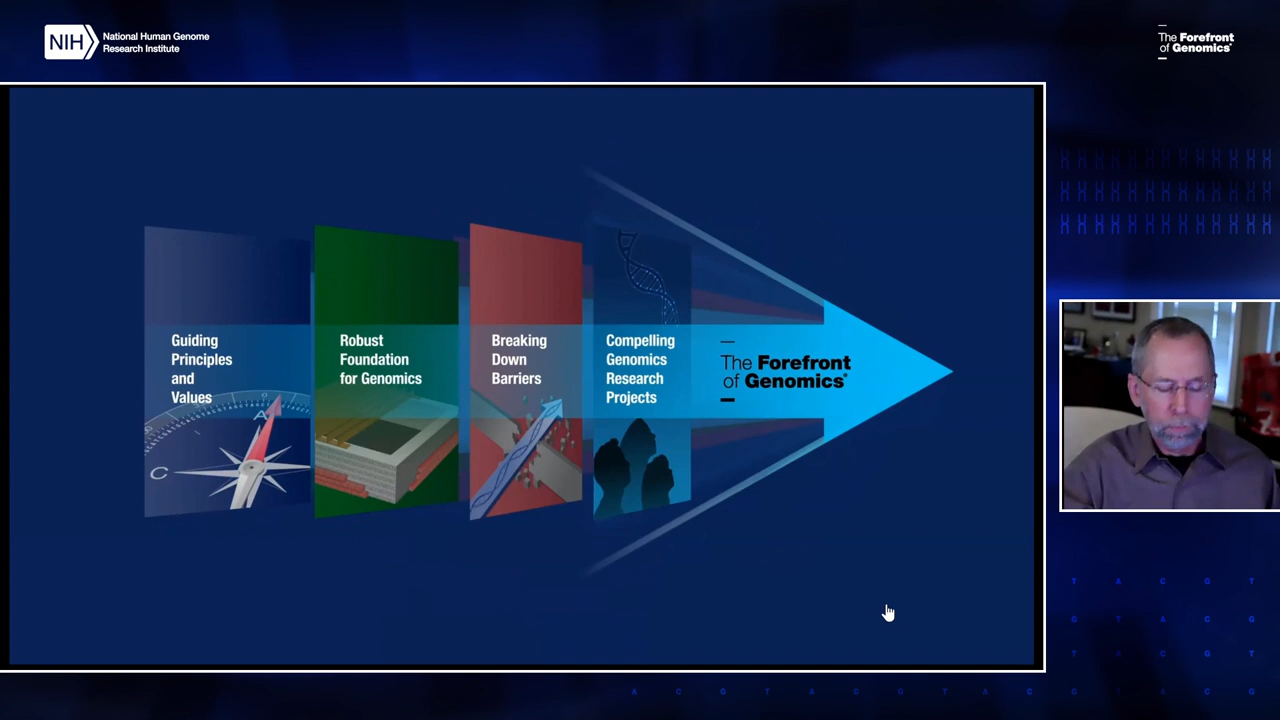 NIH
National Human Genome
Research Institute
The Forefront
of Genomics®
Guiding
Principles
and
Values
Robust
Foundation
for Genomics
Breaking
Down
Barriers
Compelling
Genomics
Research
Projects
The Forefront
of Genomics®
A
B
C
T A C G T
G T A C G
T A C G T
A C G T A C G T A C G T A C G